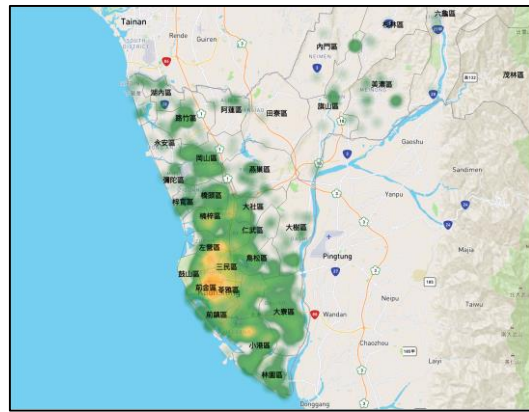 Tainan
六龜區
Rende
Guiren
內門區
NEIMEN
杉林區
美濃區
茂林區
湖內區
路竹區
阿蓮區
田寮區
旗山區
永安區
岡山區
燕巢區
Gaoshu
Sandimen
彌陀區
梓官區
橋頭區
大社區
Yanpu
楠梓區
仁武區
大樹區
左營區
鳥松區
Majia
三民區
Pingtung
鼓山區
前金區
苓雅區
Neipu
Taiwu
前鎮區
大寮區
Wandan
Chaozhou
小港區
Laiyi
林園區
Donggang